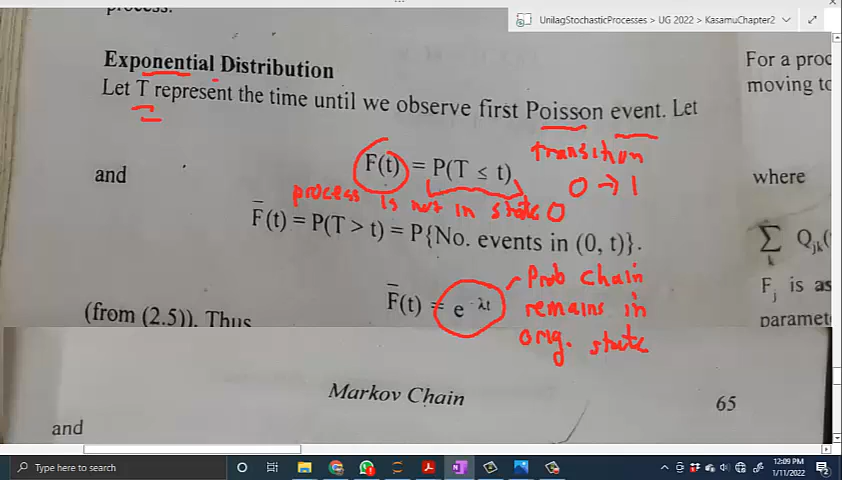 process.
UnilagStochasticProcesses > UG 2022 > KasamuChapter2
Exponential Distribution
Let T represent the time until we observe first Poisson event. Let
transition
F(t) = P(T ≤ t)
0 → 1
and
process is not in state 0
F̄(t) = P(T > t) = P{No. events in (0, t)}.
Prob chain
remains in
orig. state
F̄(t) = e^-λt
(from (2.5)). Thus
Markov Chain
65
and
For a proc
moving to
where
∑ Q_jk(
k
F_j is as
paramet
Type here to search
12:09 PM
1/11/2022